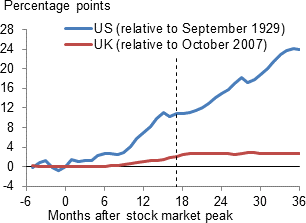 Percentage points
28
US (relative to September 1929)
24
UK (relative to October 2007)
20
16
12
8
4
0
-4
-6 0 6 12 18 24 30 36
Months after stock market peak